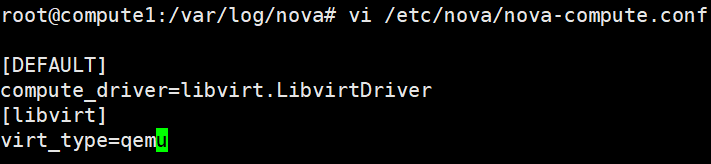 root@compute1:/var/log/nova# vi /etc/nova/nova-compute.conf
[DEFAULT]
compute_driver=libvirt.LibvirtDriver
[libvirt]
virt_type=qemu